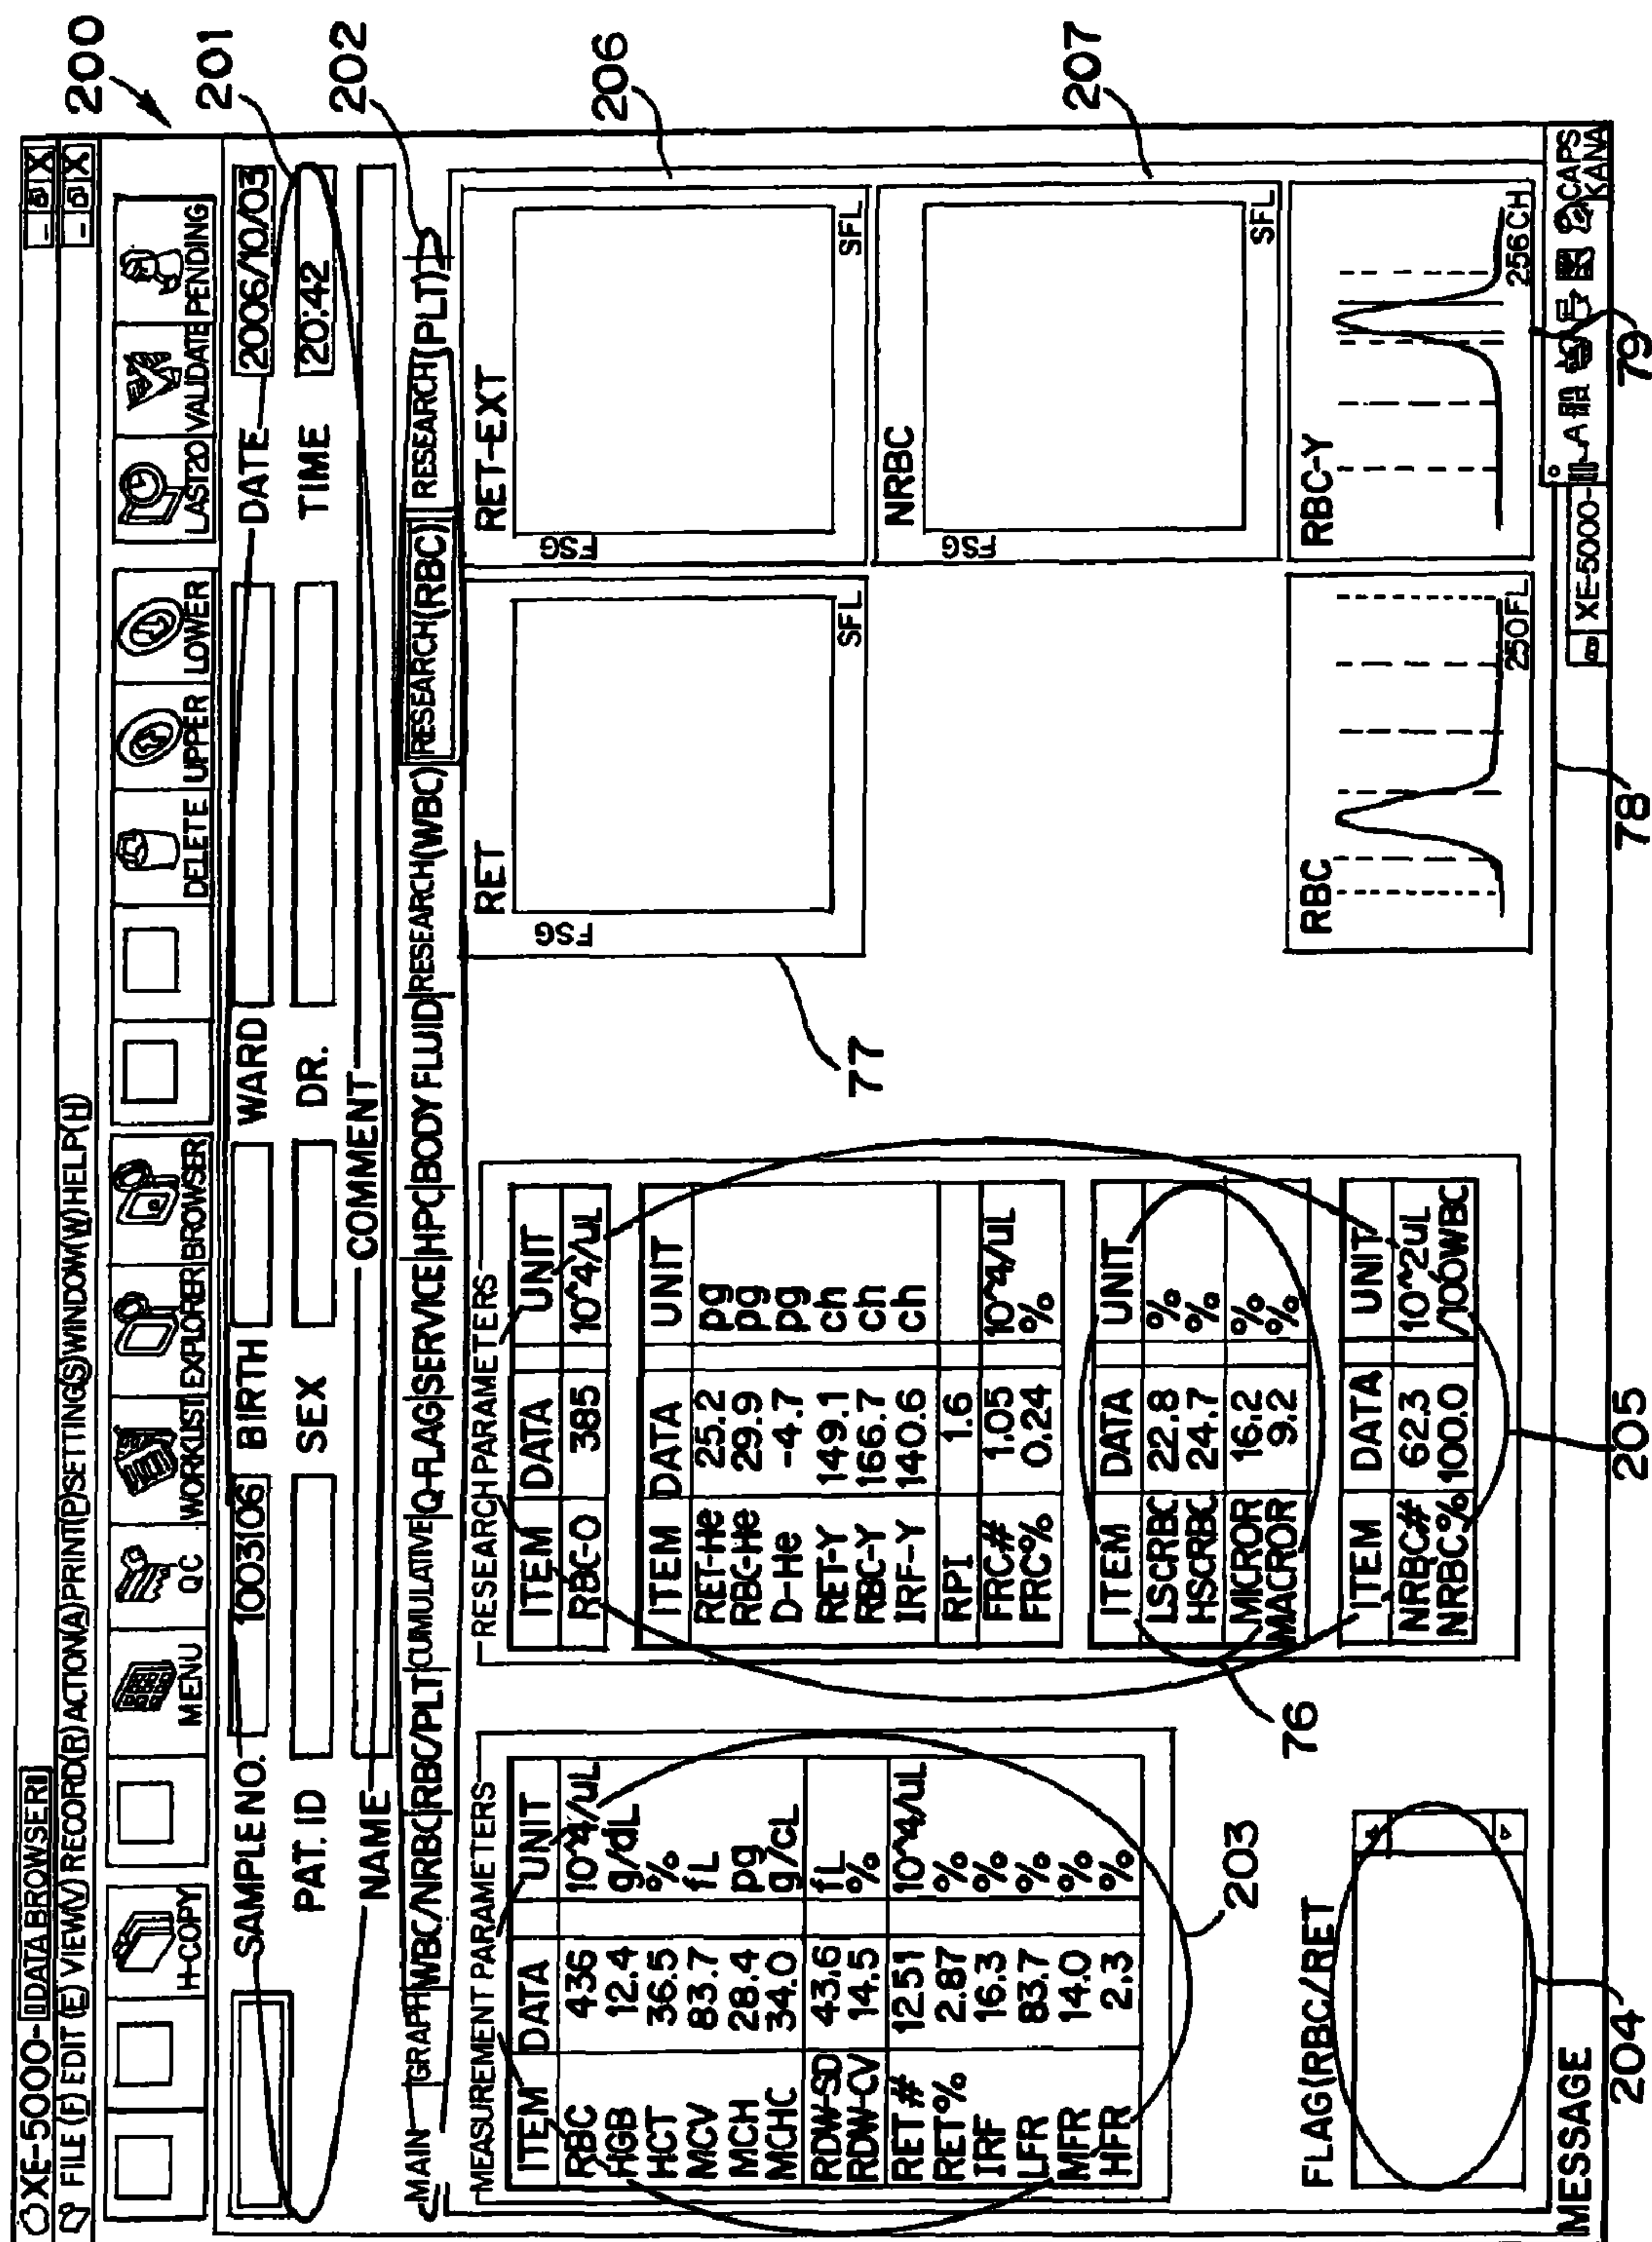 XE-5000-[DATA BROWSER]
FILE (F) EDIT (E) VIEW(V) RECORD(R) ACTION(A) PRINT(P) SETTING(S) WINDOW(W) HELP(H)
H-COPY MENU QC WORKLIST EXPLORER BROWSER DELETE UPPER LOWER LAST20 VALIDATE PENDING
200
SAMPLE NO. 1003106 BIRTH WARD DATE 2006/10/03
201
PAT. ID SEX DR. TIME 20:42
NAME COMMENT
202
MAIN GRAPH WBC/NRBC RBC/PLT CUMULATIVE Q-FLAG SERVICE HPC BODY FLUID RESEARCH(WBC) RESEARCH(RBC) RESEARCH(PLT)
MEASUREMENT PARAMETERS
ITEM DATA UNIT
RBC 436 10^4/uL
HGB 12.4 g/dL
HCT 36.5 %
MCV 83.7 fL
MCH 28.4 pg
MCHC 34.0 g/cL
RDW-SD 43.6 fL
RDW-CV 14.5 %
RET# 1251 10^4/uL
RET% 2.87 %
IRF 16.3 %
LFR 83.7 %
MFR 14.0 %
HFR 2.3 %
203
FLAG(RBC/RET
204
RESEARCH PARAMETERS
ITEM DATA UNIT
RBC-O 385 10^4/uL
ITEM DATA UNIT
RET-He 25.2 pg
RBC-He 29.9 pg
D-He -4.7 pg
RET-Y 149.1 ch
RBC-Y 166.7 ch
IRF-Y 140.6 ch
RPI 1.6
FRC# 1.05 10^4/uL
FRC% 0.24 %
ITEM DATA UNIT
LSCRBC 22.8 %
HSCRBC 24.7 %
MICROR 16.2 %
MACROR 9.2 %
76
ITEM DATA UNIT
NRBC# 62.3 10^2uL
NRBC% 100.0 /100WBC
205
RET
FSG
SFL
77
RET-EXT
FSG
SFL
206
NRBC
FSG
SFL
207
RBC
250FL
RBC-Y
256CH
MESSAGE
XE-5000-
A
CAPS
KANA
78
79